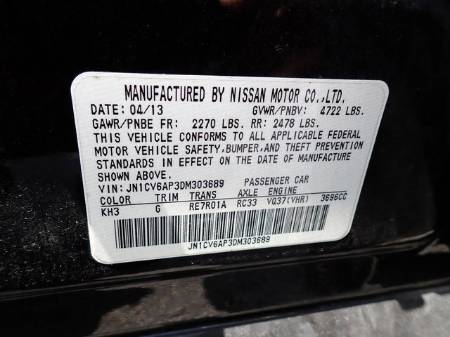 MANUFACTURED BY NISSAN MOTOR CO.,LTD.
DATE: 04/13 GVWR/PNBV: 4722 LBS.
GAWR/PNBE FR: 2270 LBS. RR: 2478 LBS.
THIS VEHICLE CONFORMS TO ALL APPLICABLE FEDERAL
MOTOR VEHICLE SAFETY, BUMPER, AND THEFT PREVENTION
STANDARDS IN EFFECT ON THE DATE OF MANUFACTURE
SHOWN ABOVE.
VIN: JN1CV6AP3DM303689 PASSENGER CAR
COLOR TRIM TRANS AXLE ENGINE
KH3 G RE7R01A RC33 VQ37(VHR) 3696CC
JN1CV6AP3DM303689